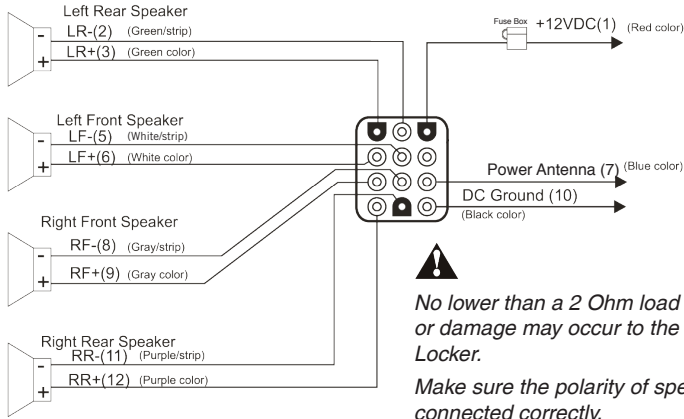 Left Rear Speaker
LR-(2) (Green/strip)
LR+(3) (Green color)
Fuse Box +12VDC(1) (Red color)
Left Front Speaker
LF-(5) (White/strip)
LF+(6) (White color)
Power Antenna (7) (Blue color)
DC Ground (10)
(Black color)
Right Front Speaker
RF-(8) (Gray/strip)
RF+(9) (Gray color)
No lower than a 2 Ohm load
or damage may occur to the
Locker.
Right Rear Speaker
RR-(11) (Purple/strip)
RR+(12) (Purple color)
Make sure the polarity of spe
connected correctly.